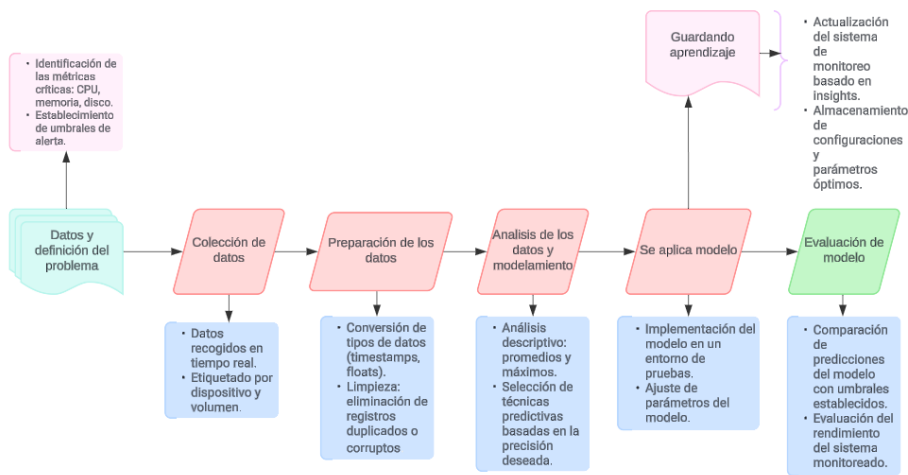 Guardando
aprendizaje
• Actualización
del sistema
de
monitoreo
basado en
insights.
• Almacenamiento
de
configuraciones
y
parámetros
óptimos.
• Identificación de
las métricas
críticas: CPU,
memoria, disco.
• Establecimiento
de umbrales de
alerta.
Datos y
definición del
problema
Colección de
datos
Preparación de los
datos
Analisis de los
datos y
modelamiento
Se aplica modelo
Evaluación de
modelo
• Datos
recogidos en
tiempo real.
• Etiquetado por
dispositivo y
volumen.
• Conversión de
tipos de datos
(timestamps,
floats).
• Limpieza:
eliminación de
registros
duplicados o
corruptos
• Análisis
descriptivo:
promedios y
máximos.
• Selección de
técnicas
predictivas
basadas en la
precisión
deseada.
• Implementación del
modelo en un
entorno de
pruebas.
• Ajuste de
parámetros del
modelo.
• Comparación
de
predicciones
del modelo
con umbrales
establecidos.
• Evaluación del
rendimiento
del sistema
monitoreado.